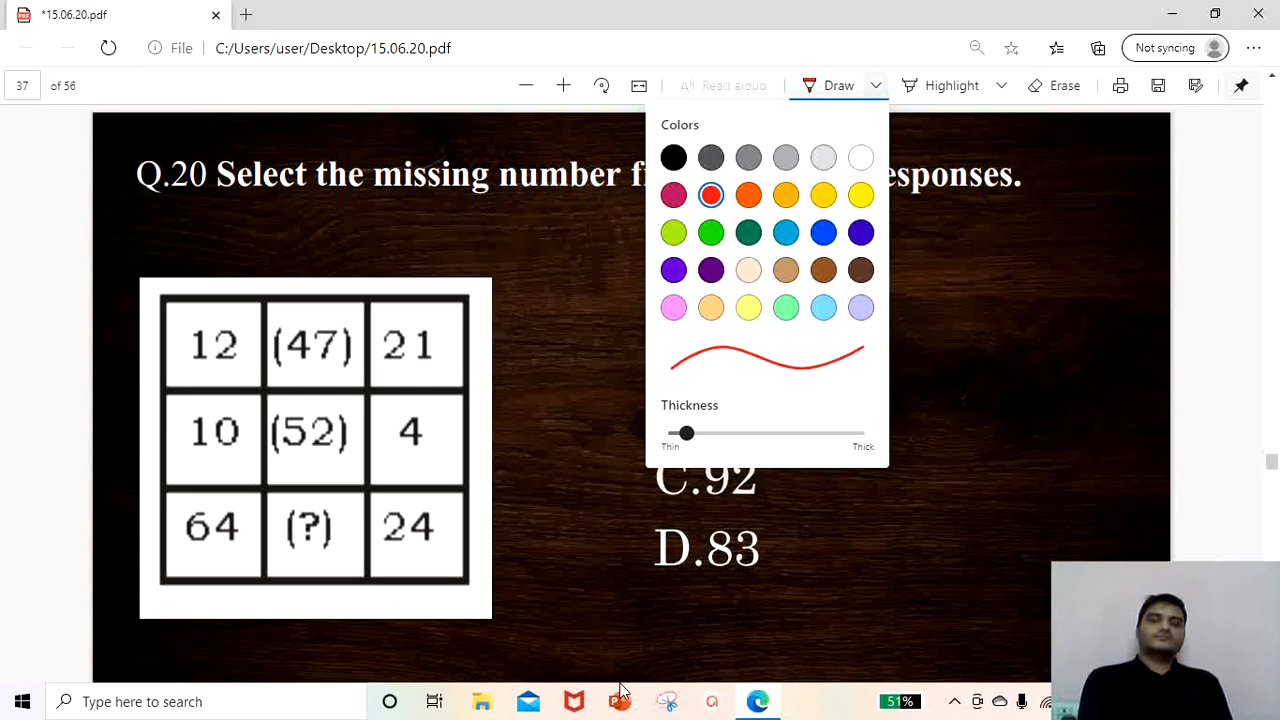 *15.06.20.pdf
File C:/Users/user/Desktop/15.06.20.pdf Not syncing
37 of 56 Read aloud Draw Highlight Erase
Colors
Q.20 Select the missing number esponses.
12 (47) 21
10 (52) 4
64 (?) 24
Thickness
Thin Thick
C.92
D.83
Type here to search 51%